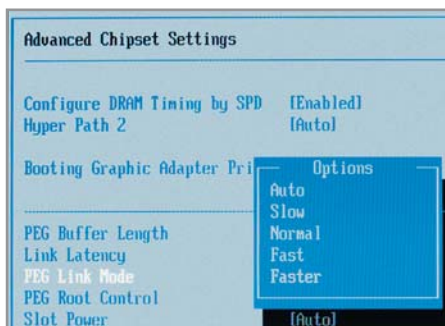 Advanced Chipset Settings
Configure DRAM Timing by SPD [Enabled]
Hyper Path 2 [Auto]
Booting Graphic Adapter Pri
Options
Auto
Slow
Normal
Fast
Faster
PEG Buffer Length
Link Latency
PEG Link Mode
PEG Root Control
Slot Power [Auto]